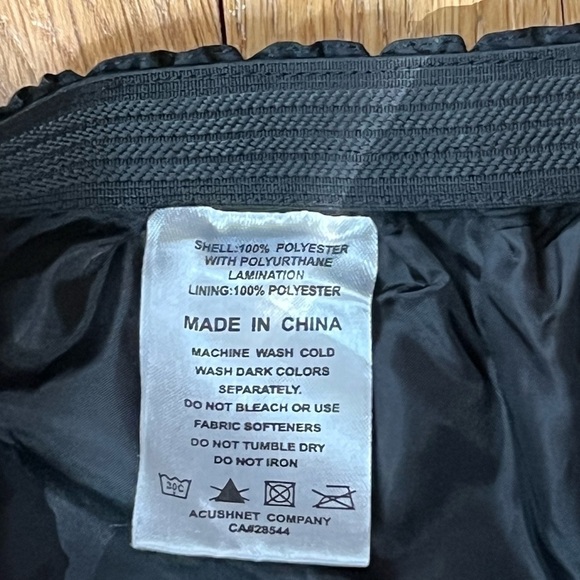 SHELL:100% POLYESTER
WITH POLYURTHANE
LAMINATION
LINING:100% POLYESTER
MADE IN CHINA
MACHINE WASH COLD
WASH DARK COLORS
SEPARATELY.
DO NOT BLEACH OR USE
FABRIC SOFTENERS
DO NOT TUMBLE DRY
DO NOT IRON
30C
ACUSHNET COMPANY
CA#28544